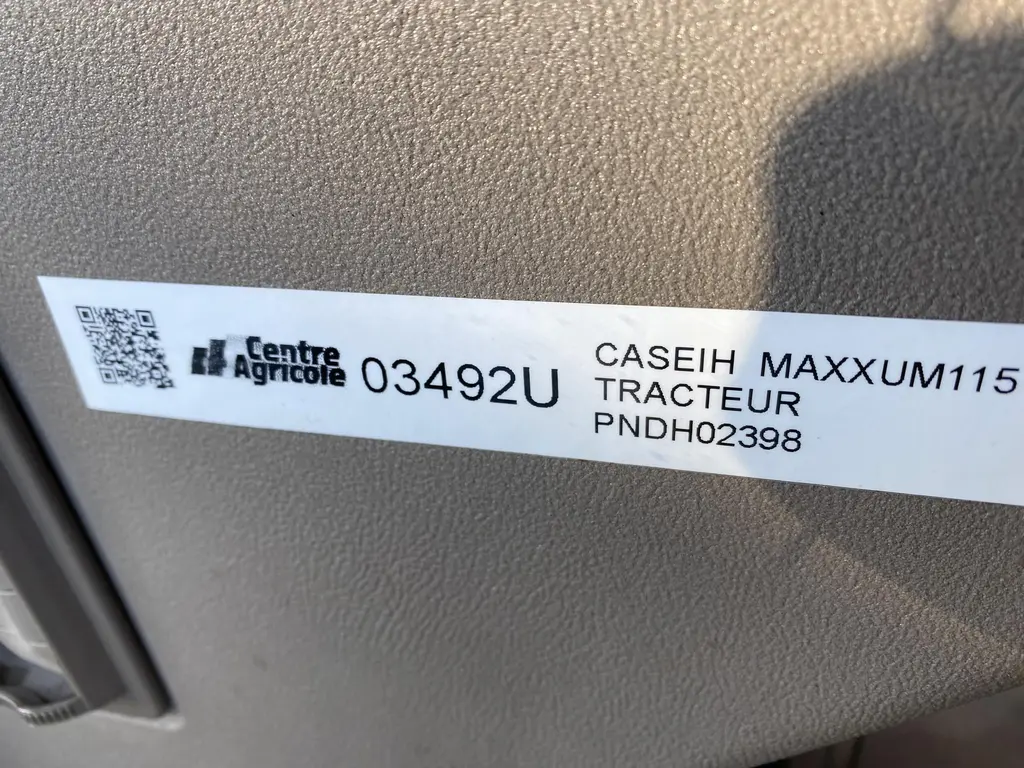 Centre
Agricole
03492U
CASEIH MAXXUM115
TRACTEUR
PNDH02398